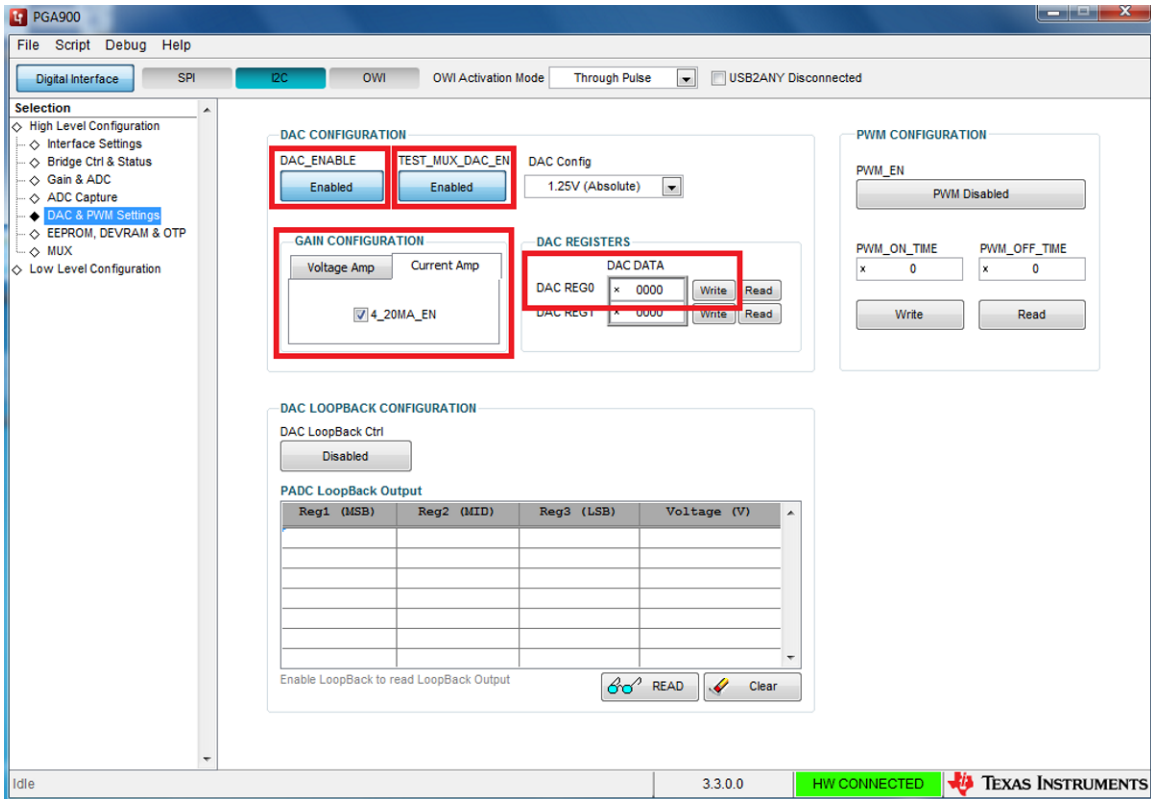 PGA900
File Script Debug Help
Digital Interface SPI I2C OWI OWI Activation Mode Through Pulse USB2ANY Disconnected
Selection
High Level Configuration
Interface Settings
Bridge Ctrl & Status
Gain & ADC
ADC Capture
DAC & PWM Settings
EEPROM, DEVRAM & OTP
MUX
Low Level Configuration
DAC CONFIGURATION
DAC_ENABLE TEST_MUX_DAC_EN DAC Config
Enabled Enabled 1.25V (Absolute)
GAIN CONFIGURATION
Voltage Amp Current Amp
4_20MA_EN
DAC REGISTERS
DAC DATA
DAC REG0 x 0000 Write Read
DAC REG1 x 0000 Write Read
PWM CONFIGURATION
PWM_EN
PWM Disabled
PWM_ON_TIME PWM_OFF_TIME
x 0 x 0
Write Read
DAC LOOPBACK CONFIGURATION
DAC LoopBack Ctrl
Disabled
PADC LoopBack Output
Reg1 (MSB) Reg2 (MID) Reg3 (LSB) Voltage (V)
Enable LoopBack to read LoopBack Output READ Clear
Idle 3.3.0.0 HW CONNECTED TEXAS INSTRUMENTS